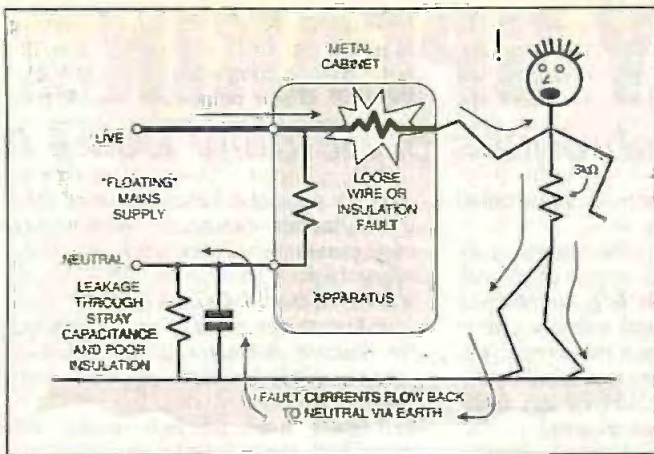 METAL
CABINET
!
LIVE
3kΩ
"FLOATING"
MAINS
SUPPLY
LOOSE
WIRE OR
INSULATION
FAULT
NEUTRAL
LEAKAGE
THROUGH
STRAY
CAPACITANCE
AND POOR
INSULATION
APPARATUS
FAULT CURRENTS FLOW BACK
TO NEUTRAL VIA EARTH